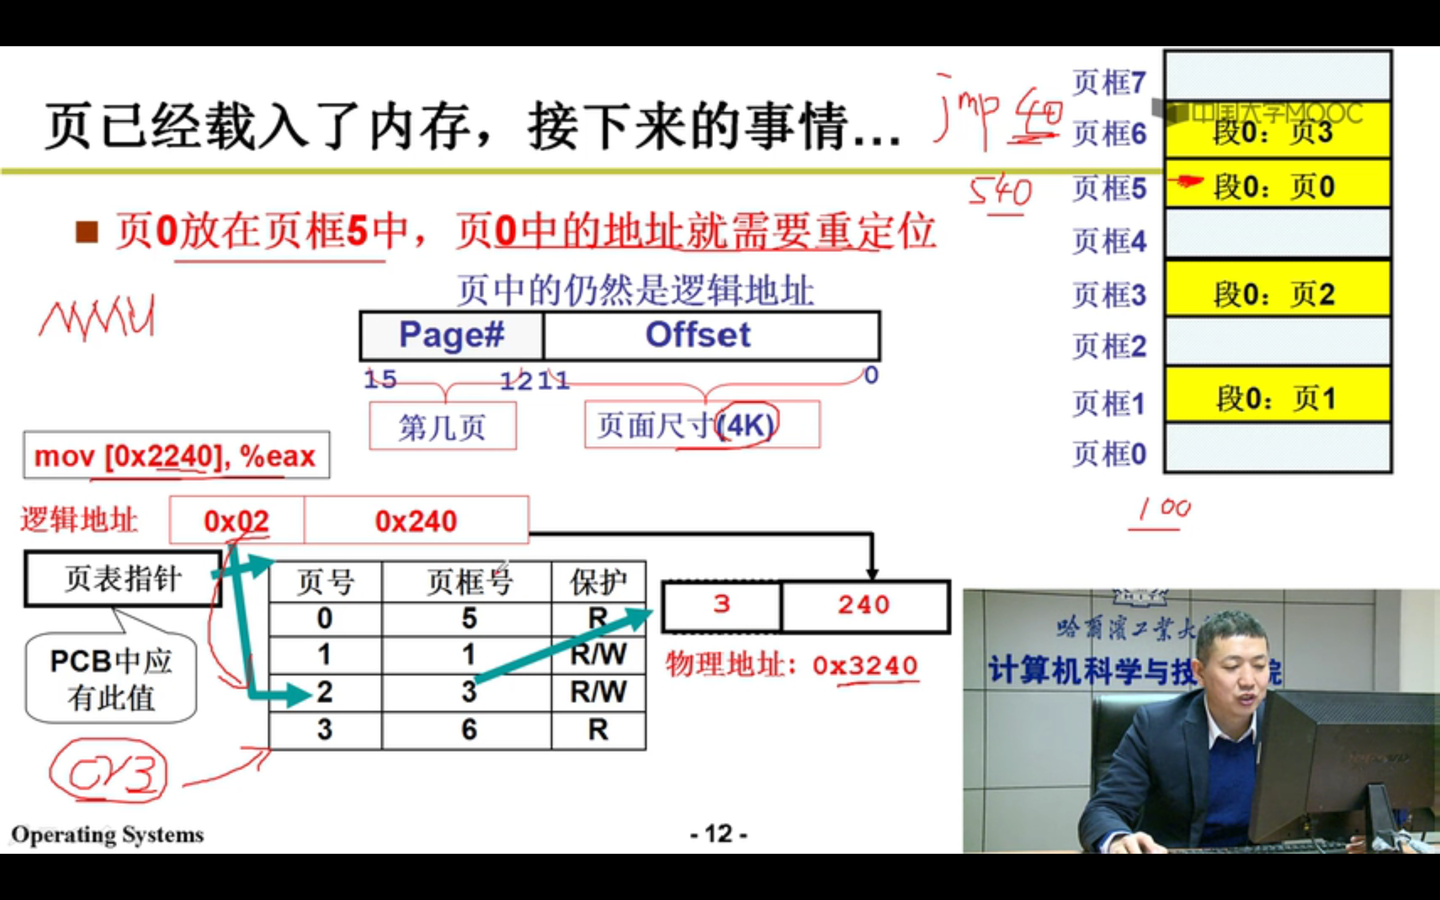 页已经载入了内存，接下来的事情...
jmp 40
540
页0放在页框5中，页0中的地址就需要重定位
MMU
页中的仍然是逻辑地址
Page# Offset
15 12 11 0
第几页 页面尺寸(4K)
mov [0x2240], %eax
逻辑地址 0x02 0x240
页表指针
PCB中应
有此值
cr3
页号 页框号 保护
0 5 R
1 1 R/W
2 3 R/W
3 6 R
3 240
物理地址：0x3240
页框7
页框6 段0：页3
页框5 段0：页0
页框4
页框3 段0：页2
页框2
页框1 段0：页1
页框0
100
中国大学MOOC
哈爾濱工業大
计算机科学与技 院
Operating Systems
- 12 -